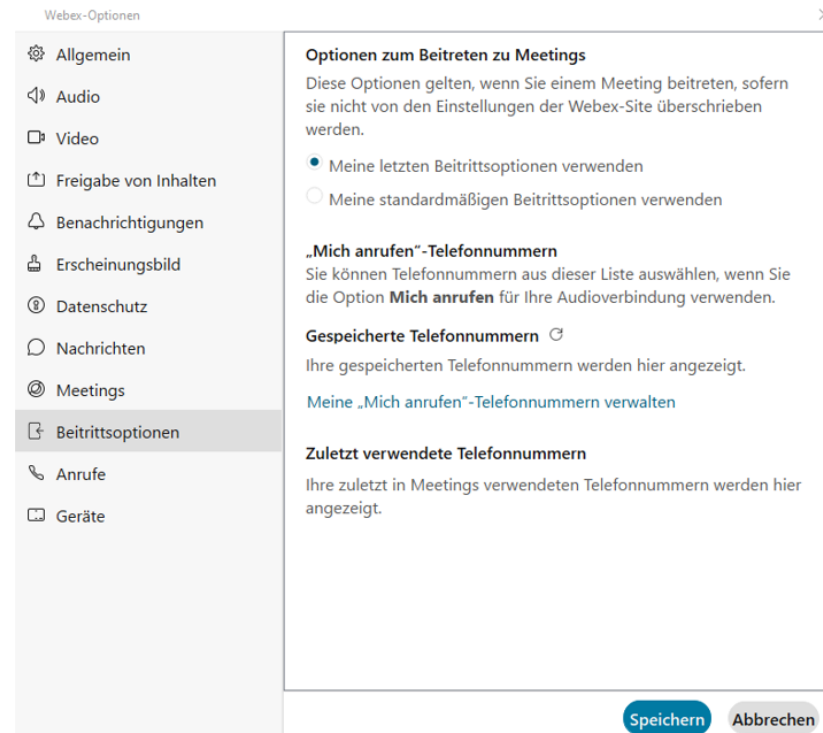 Webex-Optionen
Allgemein
Audio
Video
Freigabe von Inhalten
Benachrichtigungen
Erscheinungsbild
Datenschutz
Nachrichten
Meetings
Beitrittsoptionen
Anrufe
Geräte
Optionen zum Beitreten zu Meetings
Diese Optionen gelten, wenn Sie einem Meeting beitreten, sofern
sie nicht von den Einstellungen der Webex-Site überschrieben
werden.
Meine letzten Beitrittsoptionen verwenden
Meine standardmäßigen Beitrittsoptionen verwenden
„Mich anrufen“-Telefonnummern
Sie können Telefonnummern aus dieser Liste auswählen, wenn Sie
die Option Mich anrufen für Ihre Audioverbindung verwenden.
Gespeicherte Telefonnummern
Ihre gespeicherten Telefonnummern werden hier angezeigt.
Meine „Mich anrufen“-Telefonnummern verwalten
Zuletzt verwendete Telefonnummern
Ihre zuletzt in Meetings verwendeten Telefonnummern werden hier
angezeigt.
Speichern
Abbrechen